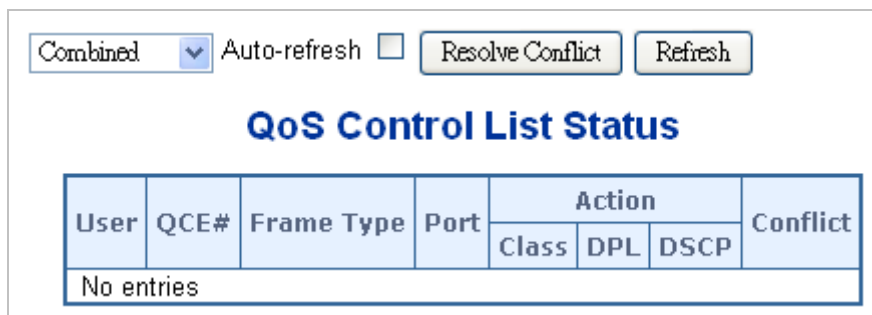 Combined Auto-refresh Resolve Conflict Refresh
QoS Control List Status
User QCE# Frame Type Port Action Conflict
Class DPL DSCP
No entries